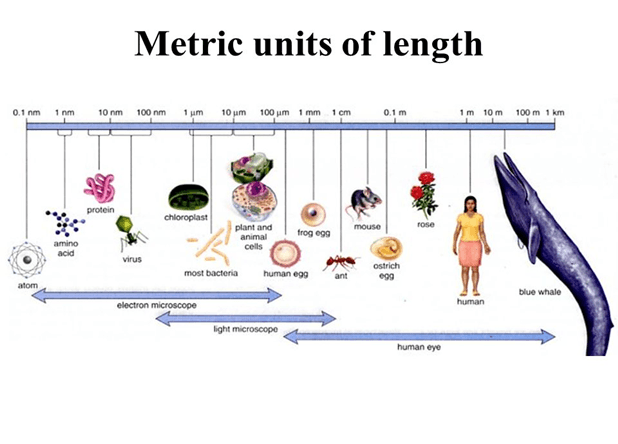 Metric units of length
0.1 nm 1 nm 10 nm 100 nm 1 μm 10 μm 100 μm 1 mm 1 cm 0.1 m 1 m 10 m 100 m 1 km
protein
chloroplast
mouse
rose
plant and
animal
cells
frog egg
amino
acid
virus
most bacteria
human egg
ant
ostrich
egg
atom
human
blue whale
electron microscope
light microscope
human eye